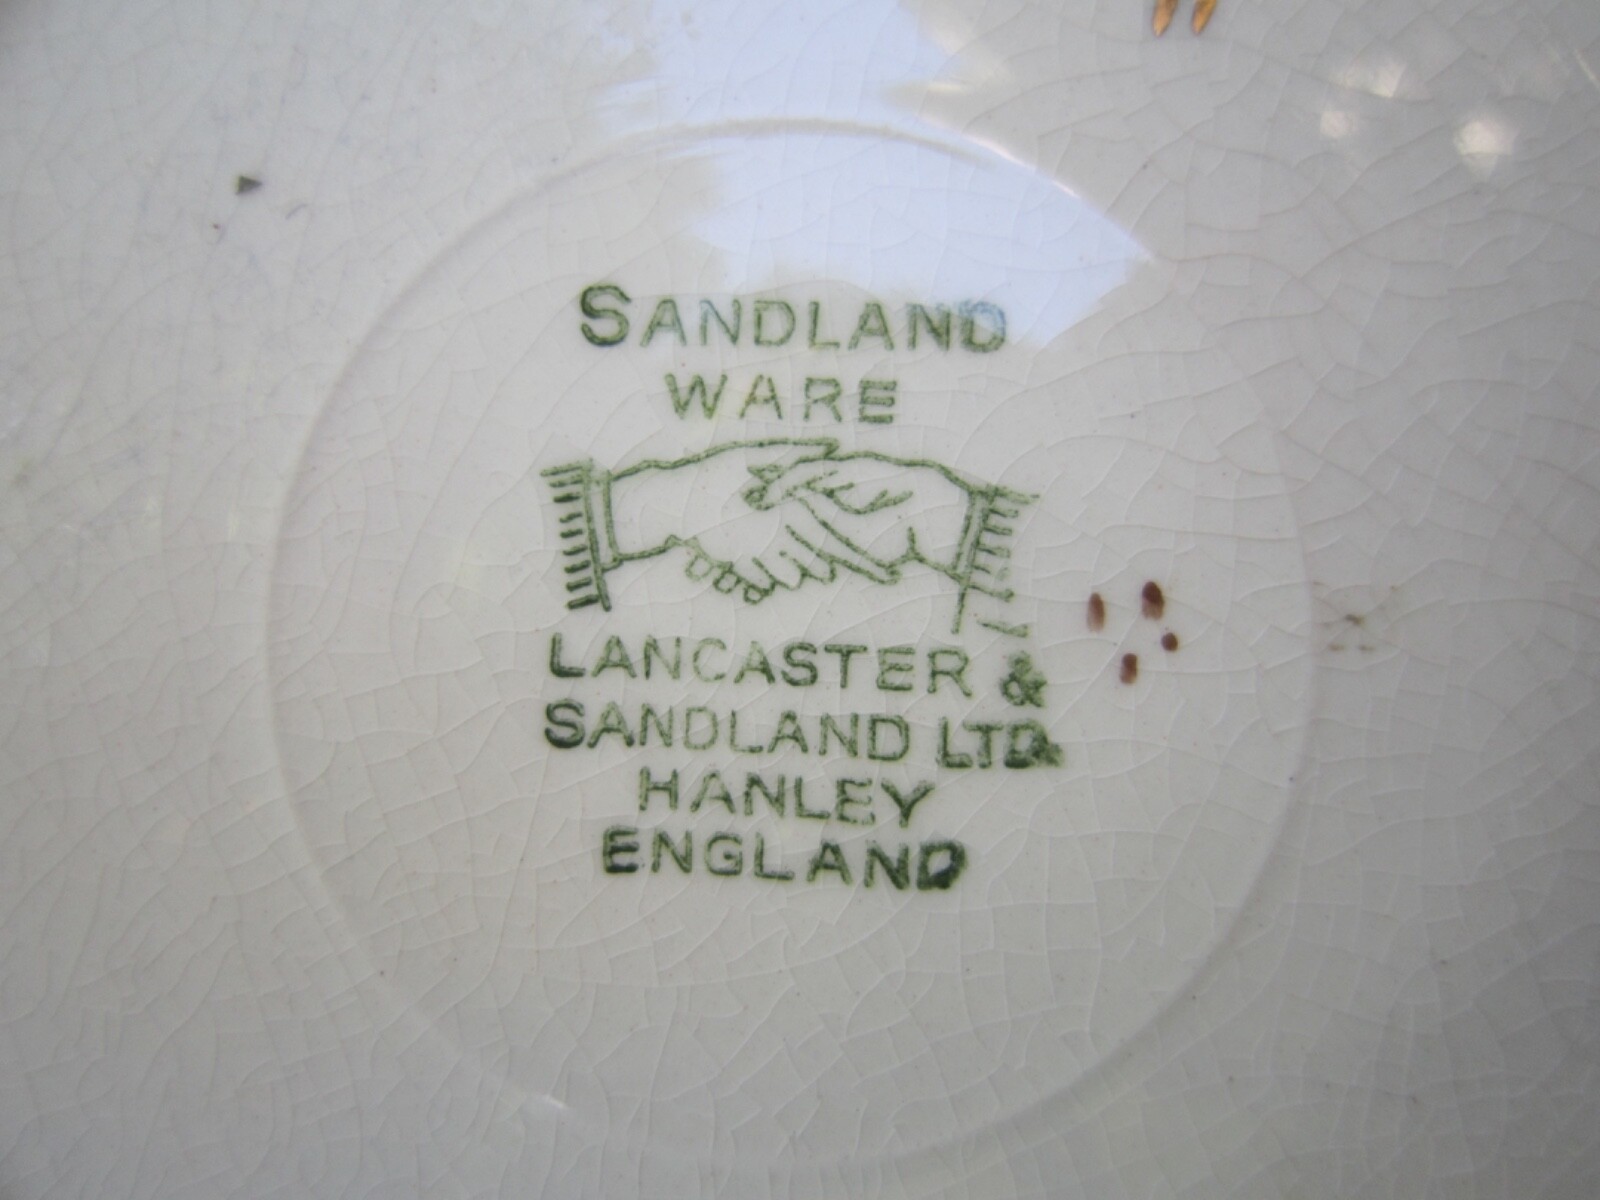 SANDLAND
WARE
LANCASTER &
SANDLAND LTD.
HANLEY
ENGLAND